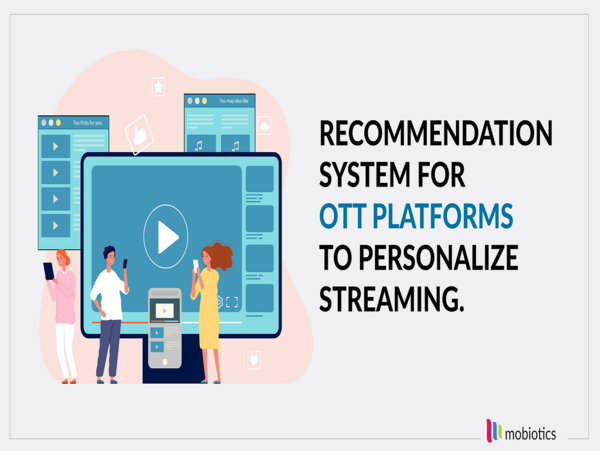 Top Picks for you
You may also like
RECOMMENDATION
SYSTEM FOR
OTT PLATFORMS
TO PERSONALIZE
STREAMING.
mobiotics